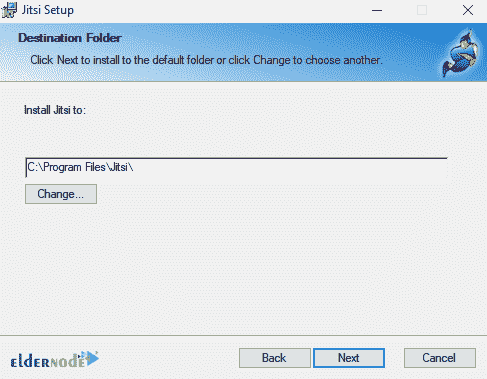 Jitsi Setup
Destination Folder
Click Next to install to the default folder or click Change to choose another.
Install Jitsi to:
C:\Program Files\Jitsi\
Change...
elderNode
Back
Next
Cancel